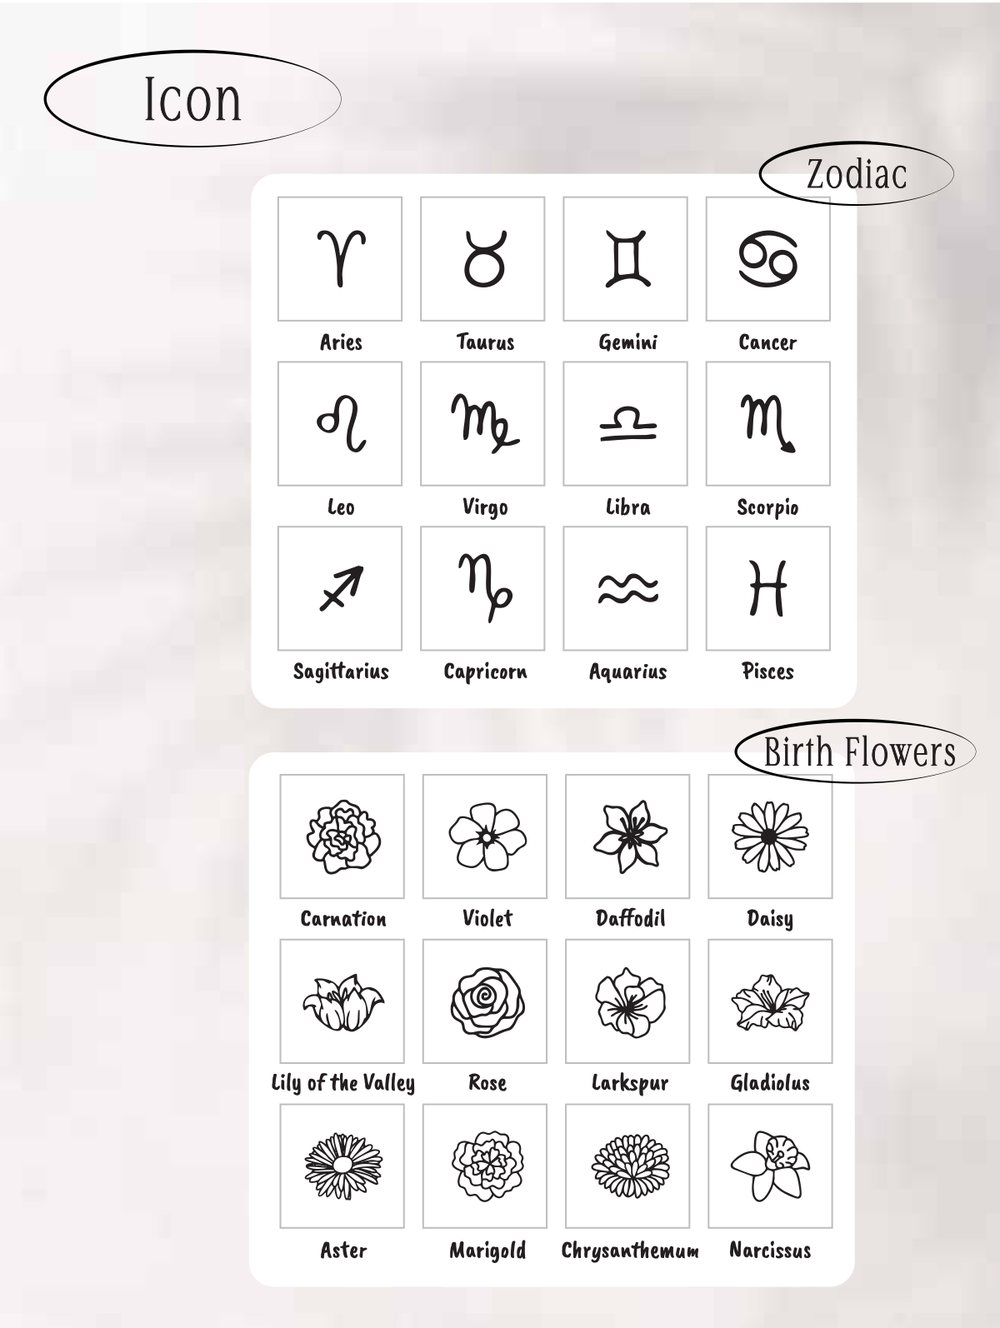 Icon
Zodiac
Aries Taurus Gemini Cancer
Leo Virgo Libra Scorpio
Sagittarius Capricorn Aquarius Pisces
Birth Flowers
Carnation Violet Daffodil Daisy
Lily of the Valley Rose Larkspur Gladiolus
Aster Marigold Chrysanthemum Narcissus